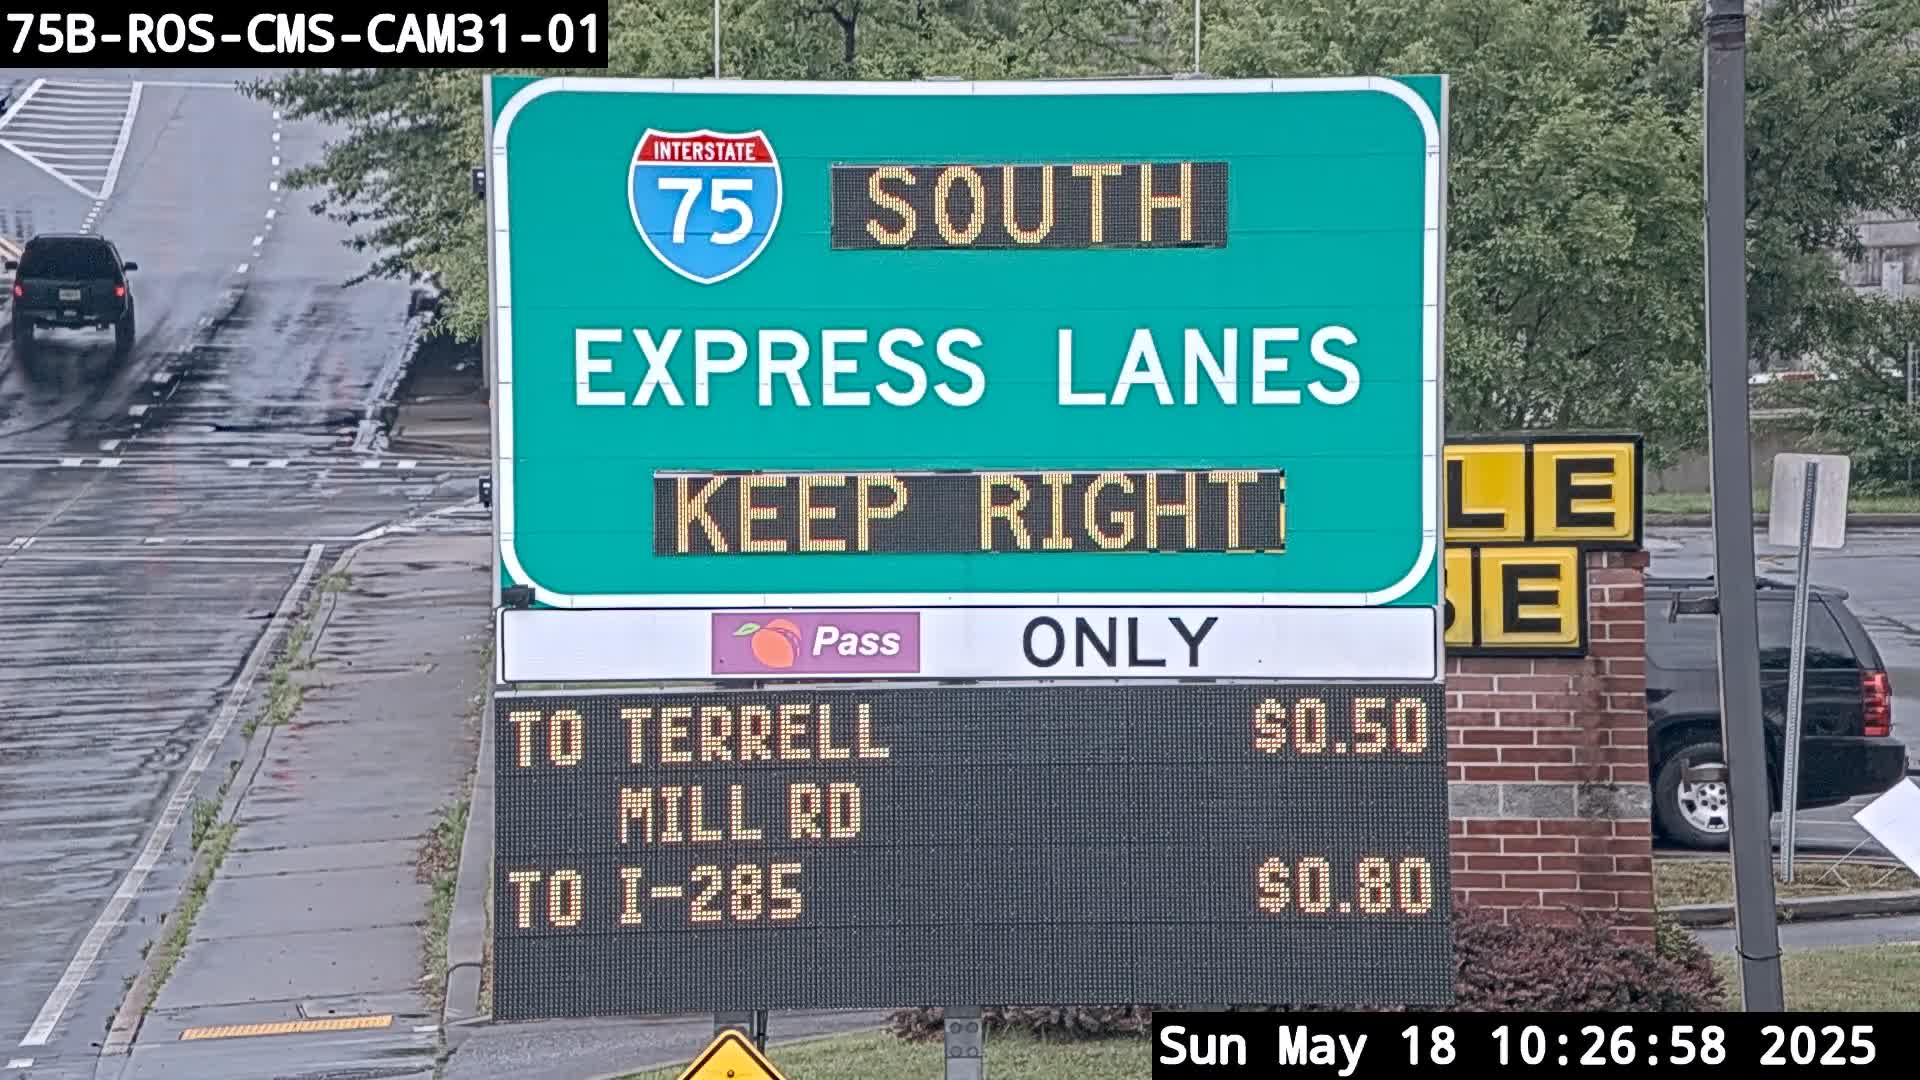 75B-ROS-CMS-CAM31-01
INTERSTATE
75
SOUTH
EXPRESS LANES
KEEP RIGHT
Pass
ONLY
TO TERRELL $0.50
MILL RD
TO I-285 $0.80
LE
E
Sun May 18 10:26:58 2025